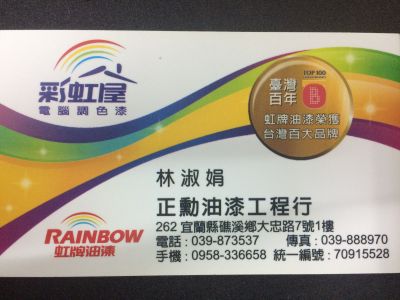 彩虹屋
電腦調色漆
TOP 100
臺灣
百年
虹牌油漆榮獲
台灣百大品牌
林淑娟
正勳油漆工程行
262 宜蘭縣礁溪鄉大忠路7號1樓
電話：039-873537 傳真：039-888970
手機：0958-336658 統一編號：70915528
RAINBOW
虹牌油漆